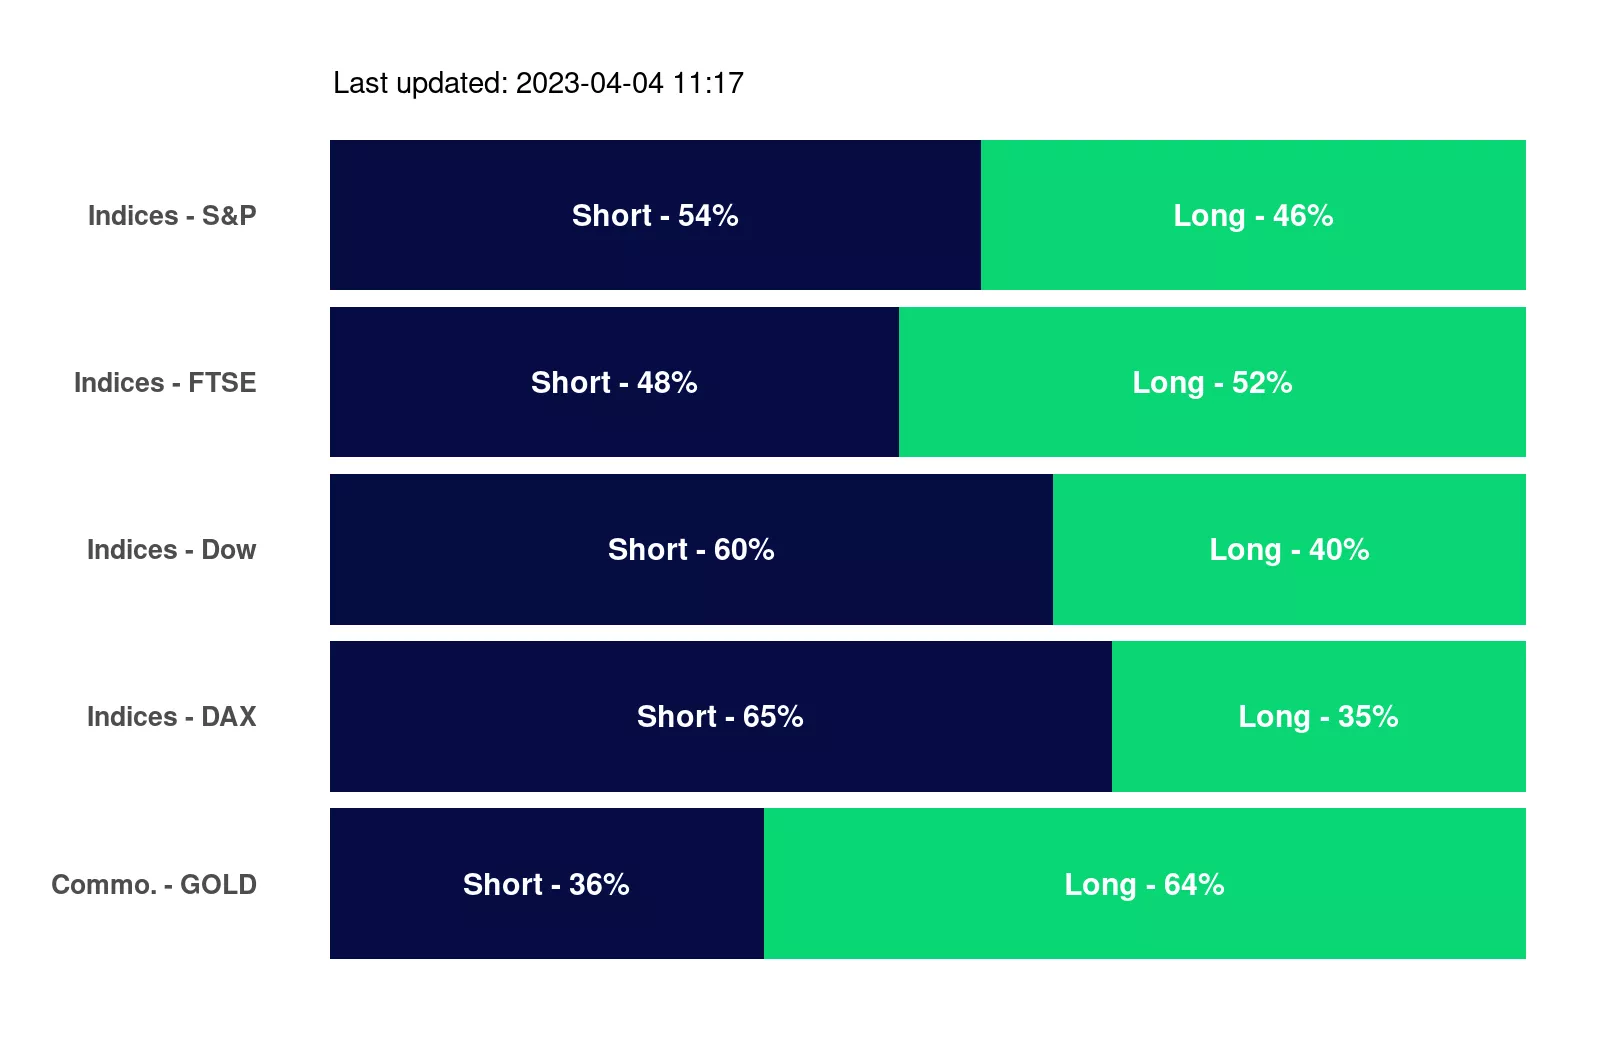 Last updated: 2023-04-04 11:17
Indices - S&P Short - 54% Long - 46%
Indices - FTSE Short - 48% Long - 52%
Indices - Dow Short - 60% Long - 40%
Indices - DAX Short - 65% Long - 35%
Commo. - GOLD Short - 36% Long - 64%